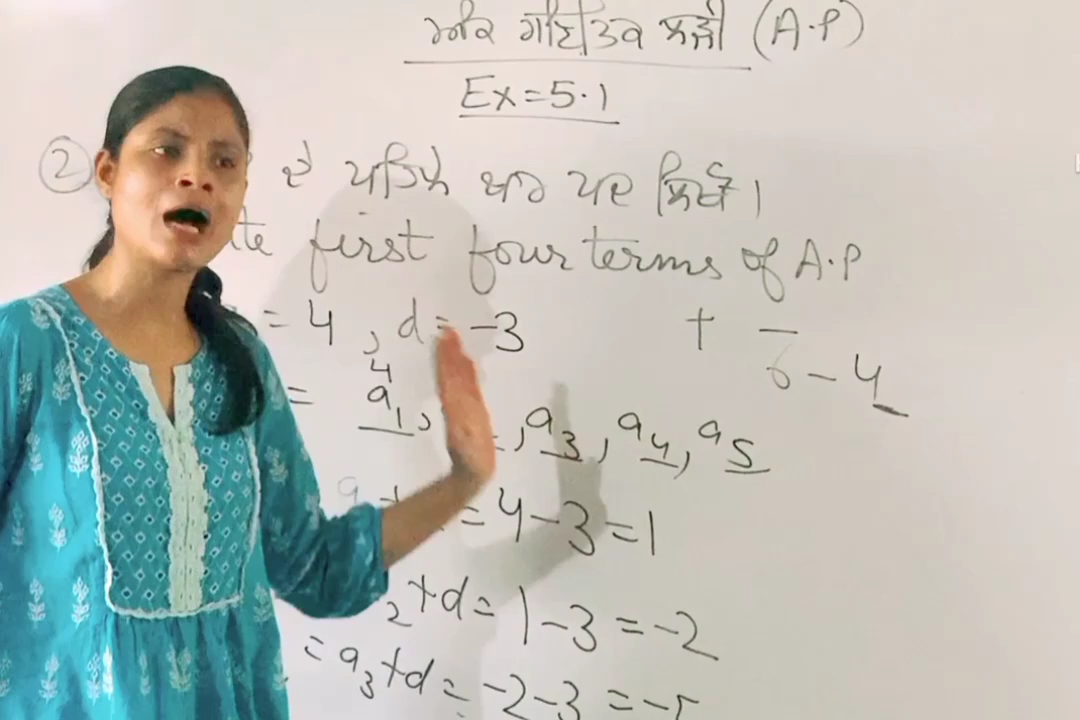 ਅੰਕ ਗਣਿਤਕ ਲੜੀ (A.P)
Ex=5.1
② ਦੇ ਪਹਿਲੇ ਚਾਰ ਪਦ ਲਿਖੋ।
te first four terms of A.P
= 4, d = -3
+ -
6 - 4
4
= a1, , a3, a4, a5
a + = 4-3=1
2+d= 1-3 =-2
= a3+d= -2-3 =-5